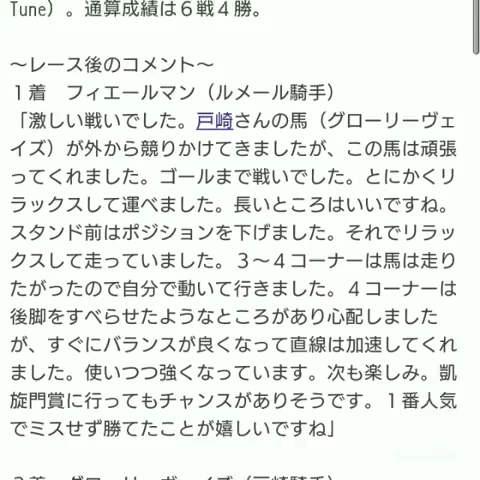 Tune）。通算成績は６戦４勝。
～レース後のコメント～
１着　フィエールマン（ルメール騎手）
「激しい戦いでした。戸崎さんの馬（グローリーヴェ
イズ）が外から競りかけてきましたが、この馬は頑張
ってくれました。ゴールまで戦いでした。とにかくリ
ラックスして運べました。長いところはいいですね。
スタンド前はポジションを下げました。それでリラッ
クスして走っていました。３～４コーナーは馬は走り
たがったので自分で動いて行きました。４コーナーは
後脚をすべらせたようなところがあり心配しました
が、すぐにバランスが良くなって直線は加速してくれ
ました。使いつつ強くなっています。次も楽しみ。凱
旋門賞に行ってもチャンスがありそうです。１番人気
でミスせず勝てたことが嬉しいですね」